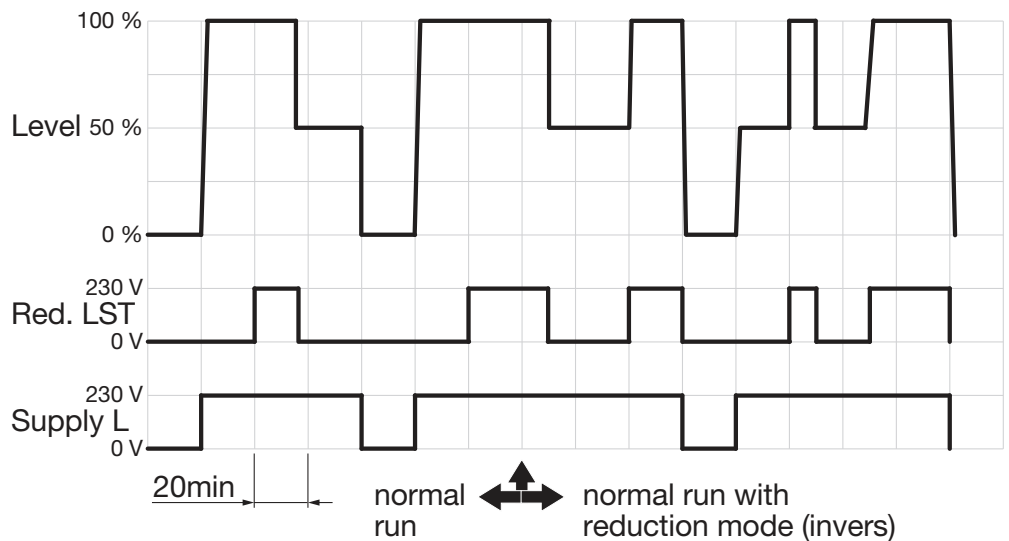 100 %
Level 50 %
0 %
230 V
Red. LST
0 V
230 V
Supply L
0 V
20min
normal
run
normal run with
reduction mode (invers)